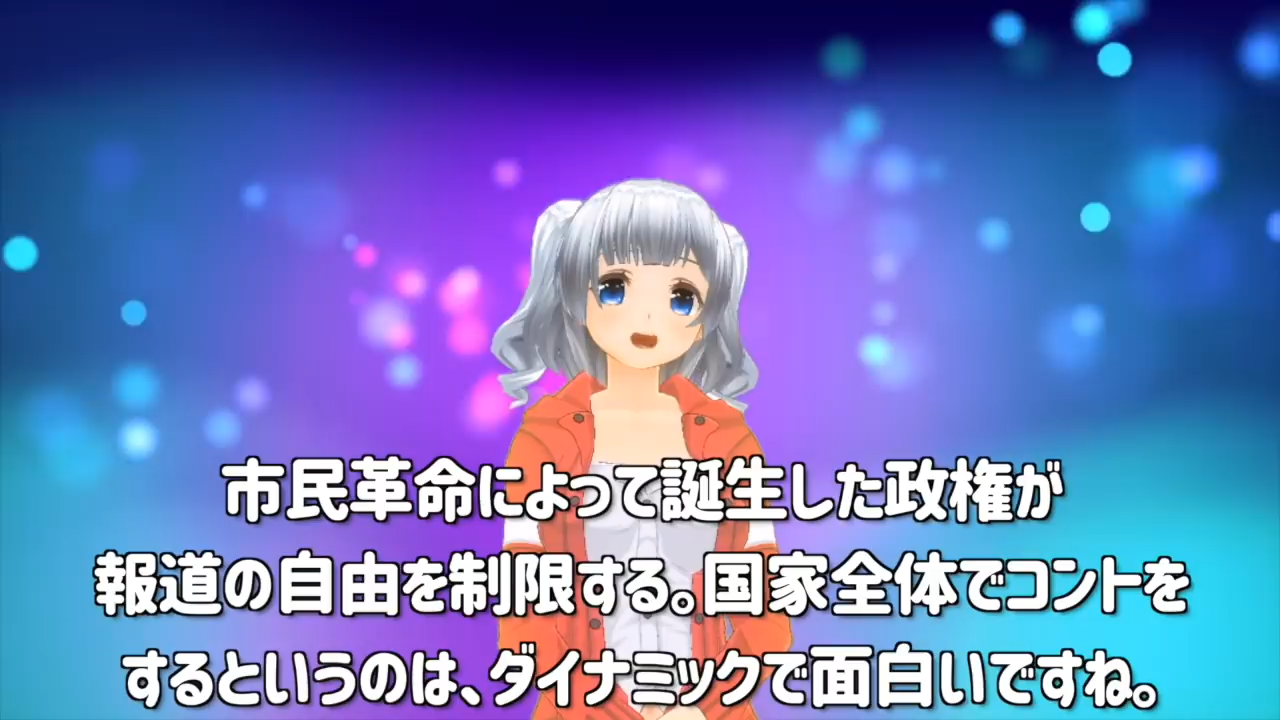 市民革命によって誕生した政権が
報道の自由を制限する。国家全体でコントを
するというのは、ダイナミックで面白いですね。